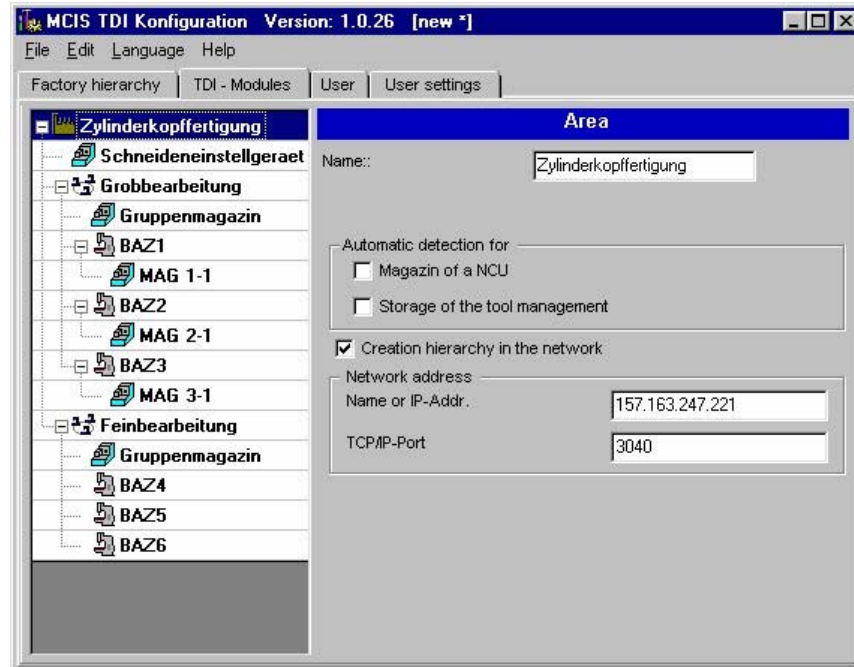 MCIS TDI Konfiguration Version: 1.0.26 [new *]
File Edit Language Help
Factory hierarchy TDI - Modules User User settings
Zylinderkopffertigung
Schneideneinstellgeraet
Grobbearbeitung
Gruppenmagazin
BAZ1
MAG 1-1
BAZ2
MAG 2-1
BAZ3
MAG 3-1
Feinbearbeitung
Gruppenmagazin
BAZ4
BAZ5
BAZ6
Area
Name:: Zylinderkopffertigung
Automatic detection for
Magazin of a NCU
Storage of the tool management
Creation hierarchy in the network
Network address
Name or IP-Addr. 157.163.247.221
TCP/IP-Port 3040